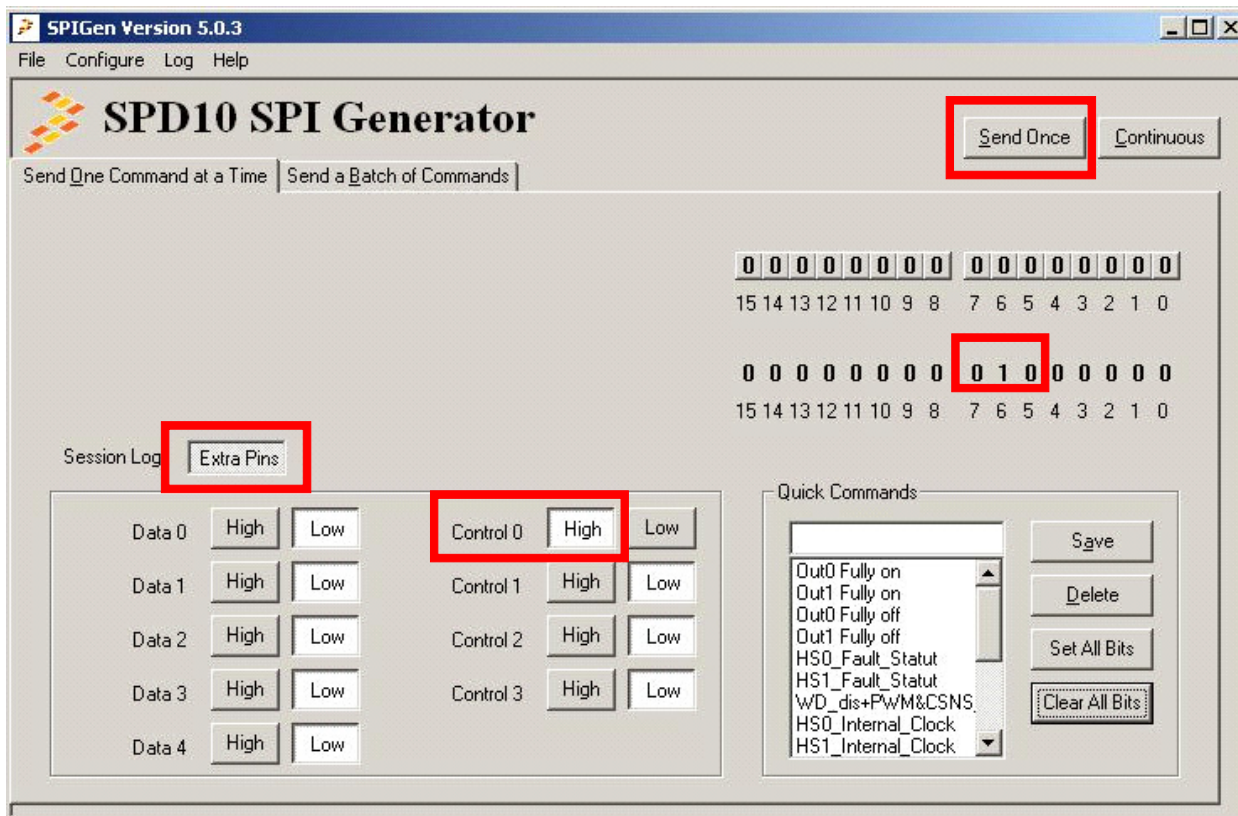 SPIGen Version 5.0.3
File Configure Log Help
SPD10 SPI Generator
Send Once Continuous
Send One Command at a Time Send a Batch of Commands
0 0 0 0 0 0 0 0 0 0 0 0 0 0 0 0
15 14 13 12 11 10 9 8 7 6 5 4 3 2 1 0
0 0 0 0 0 0 0 0 0 1 0 0 0 0 0 0
15 14 13 12 11 10 9 8 7 6 5 4 3 2 1 0
Session Log Extra Pins
Data 0 High Low Control 0 High Low
Data 1 High Low Control 1 High Low
Data 2 High Low Control 2 High Low
Data 3 High Low Control 3 High Low
Data 4 High Low
Quick Commands
Out0 Fully on
Out1 Fully on
Out0 Fully off
Out1 Fully off
HS0_Fault_Statut
HS1_Fault_Statut
WD_dis+PWM&CSNS_
HS0_Internal_Clock
HS1_Internal_Clock
Save
Delete
Set All Bits
Clear All Bits